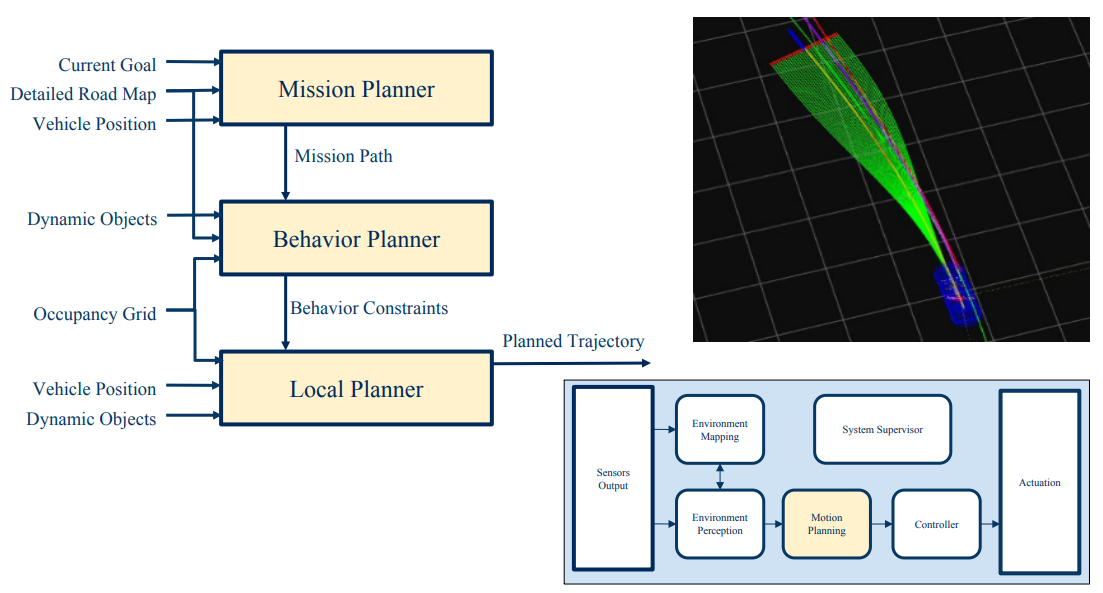 Current Goal
Detailed Road Map
Vehicle Position
Mission Planner
Mission Path
Dynamic Objects
Behavior Planner
Occupancy Grid
Behavior Constraints
Planned Trajectory
Vehicle Position
Dynamic Objects
Local Planner
Sensors
Output
Environment
Mapping
System Supervisor
Environment
Perception
Motion
Planning
Controller
Actuation